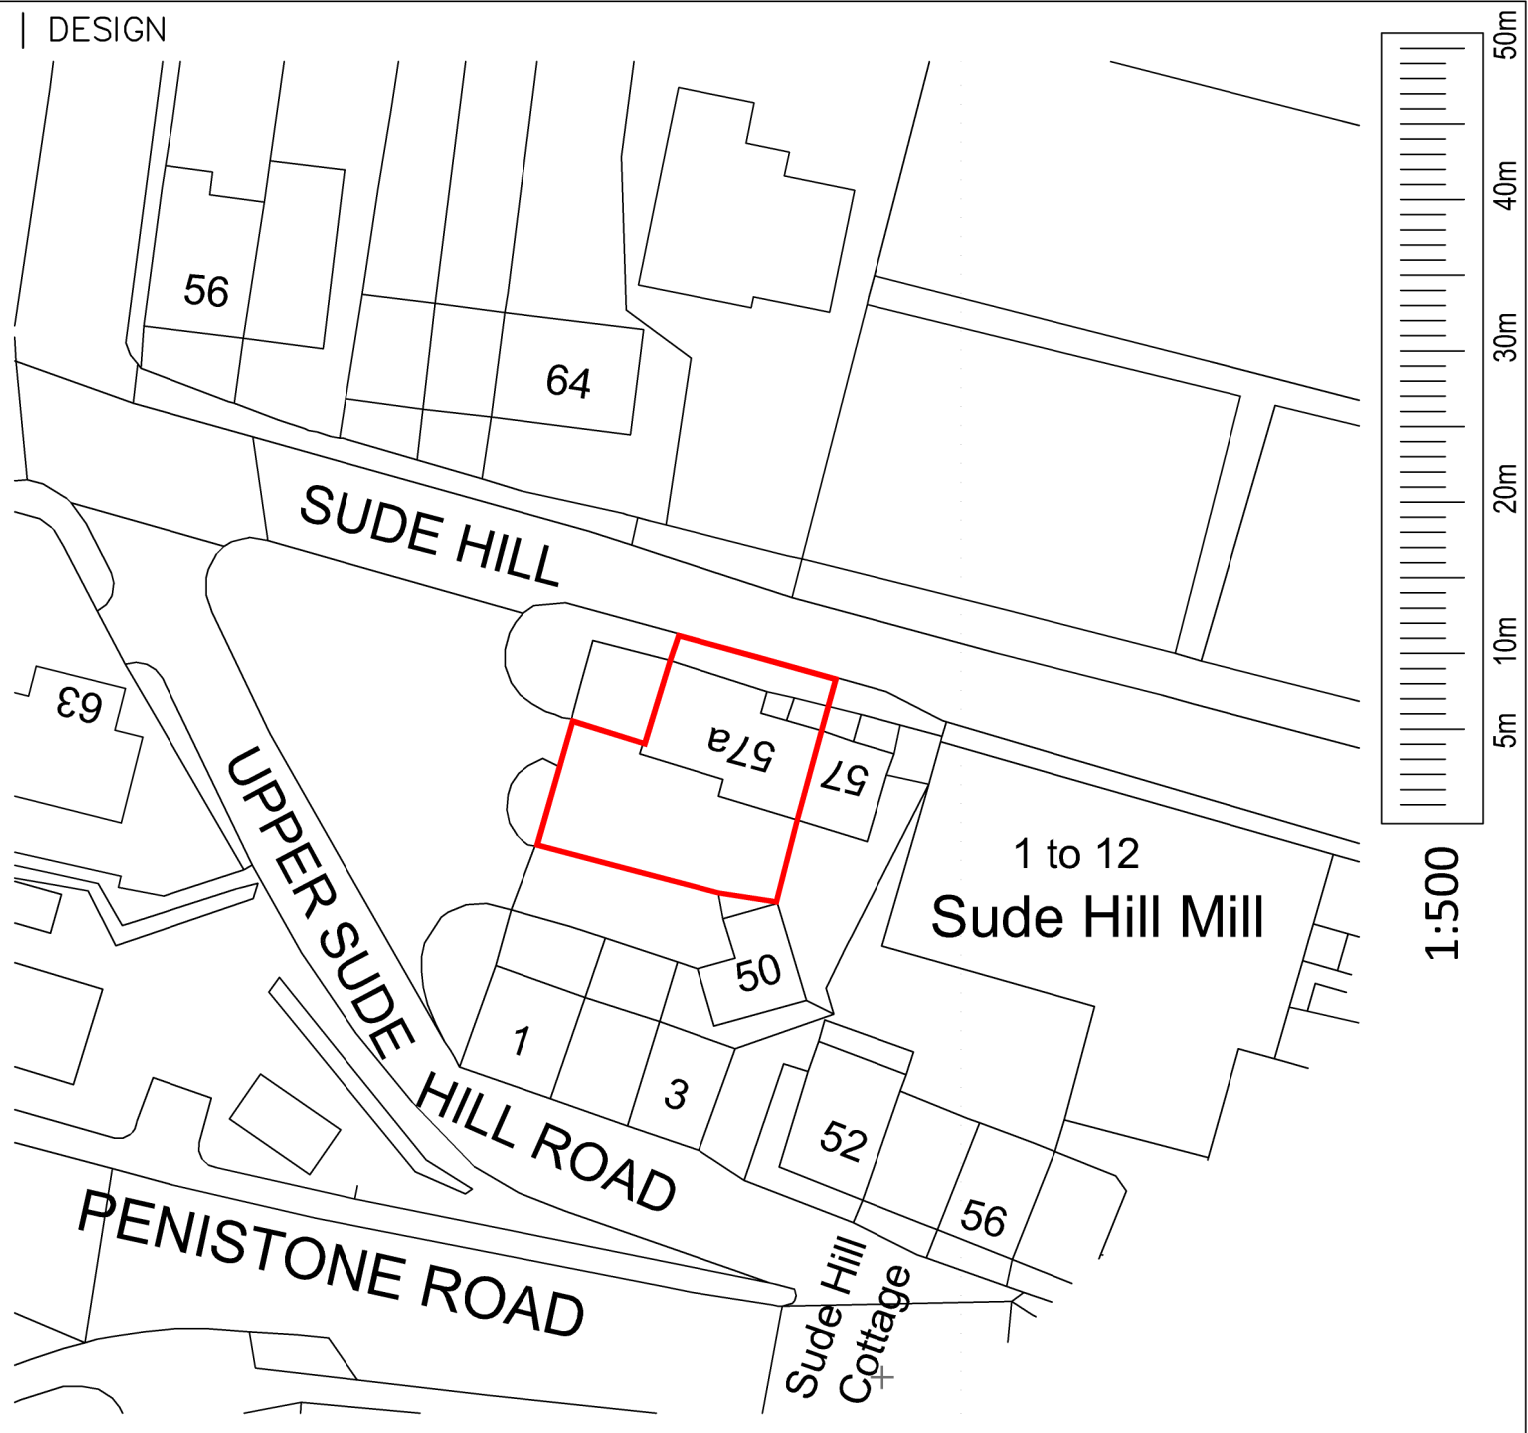 | DESIGN
50m
40m
30m
20m
10m
5m
1:500
56
64
SUDE HILL
63
57a
57
UPPER SUDE
HILL ROAD
1 to 12
Sude Hill Mill
50
1
3
52
56
PENISTONE ROAD
Sude Hill
Cottage